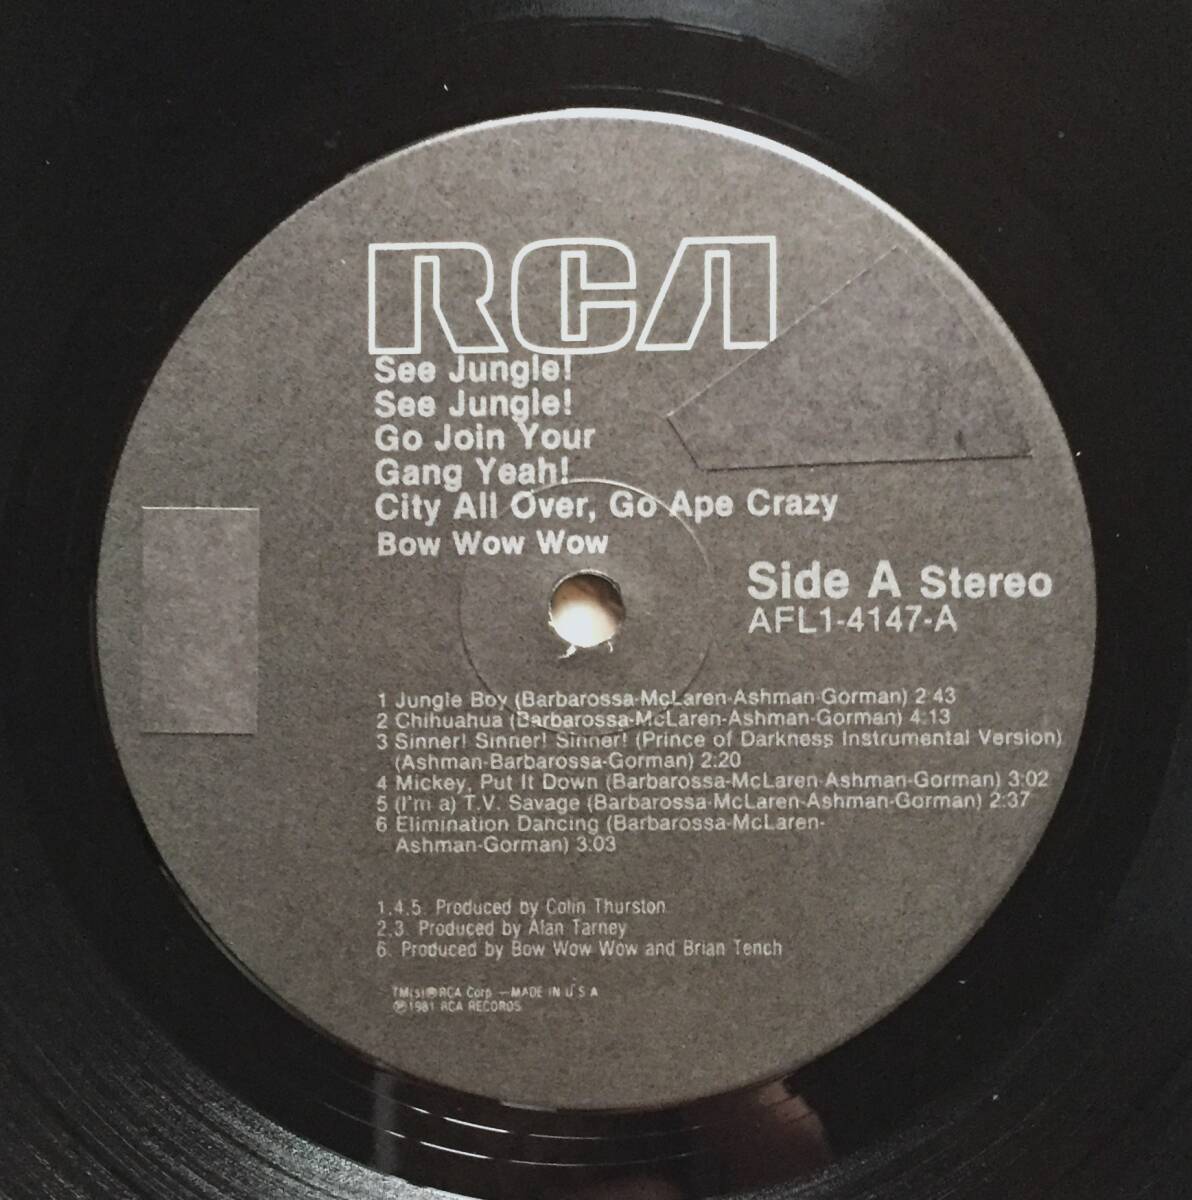 RCA
See Jungle!
See Jungle!
Go Join Your
Gang Yeah!
City All Over, Go Ape Crazy
Bow Wow Wow
Side A Stereo
AFL1-4147-A
1 Jungle Boy (Barbarossa-McLaren-Ashman-Gorman) 2:43
2 Chihuahua (Barbarossa-McLaren-Ashman-Gorman) 4:13
3 Sinner! Sinner! Sinner! (Prince of Darkness Instrumental Version)
(Ashman-Barbarossa-Gorman) 2:20
4 Mickey, Put It Down (Barbarossa-McLaren-Ashman-Gorman) 3:02
5 (I'm a) T.V. Savage (Barbarossa-McLaren-Ashman-Gorman) 2:37
6 Elimination Dancing (Barbarossa-McLaren-
Ashman-Gorman) 3:03
1,4,5. Produced by Colin Thurston
2,3. Produced by Alan Tarney
6. Produced by Bow Wow Wow and Brian Tench
TM(s)® RCA Corp.—MADE IN U.S.A.
℗ 1981 RCA RECORDS